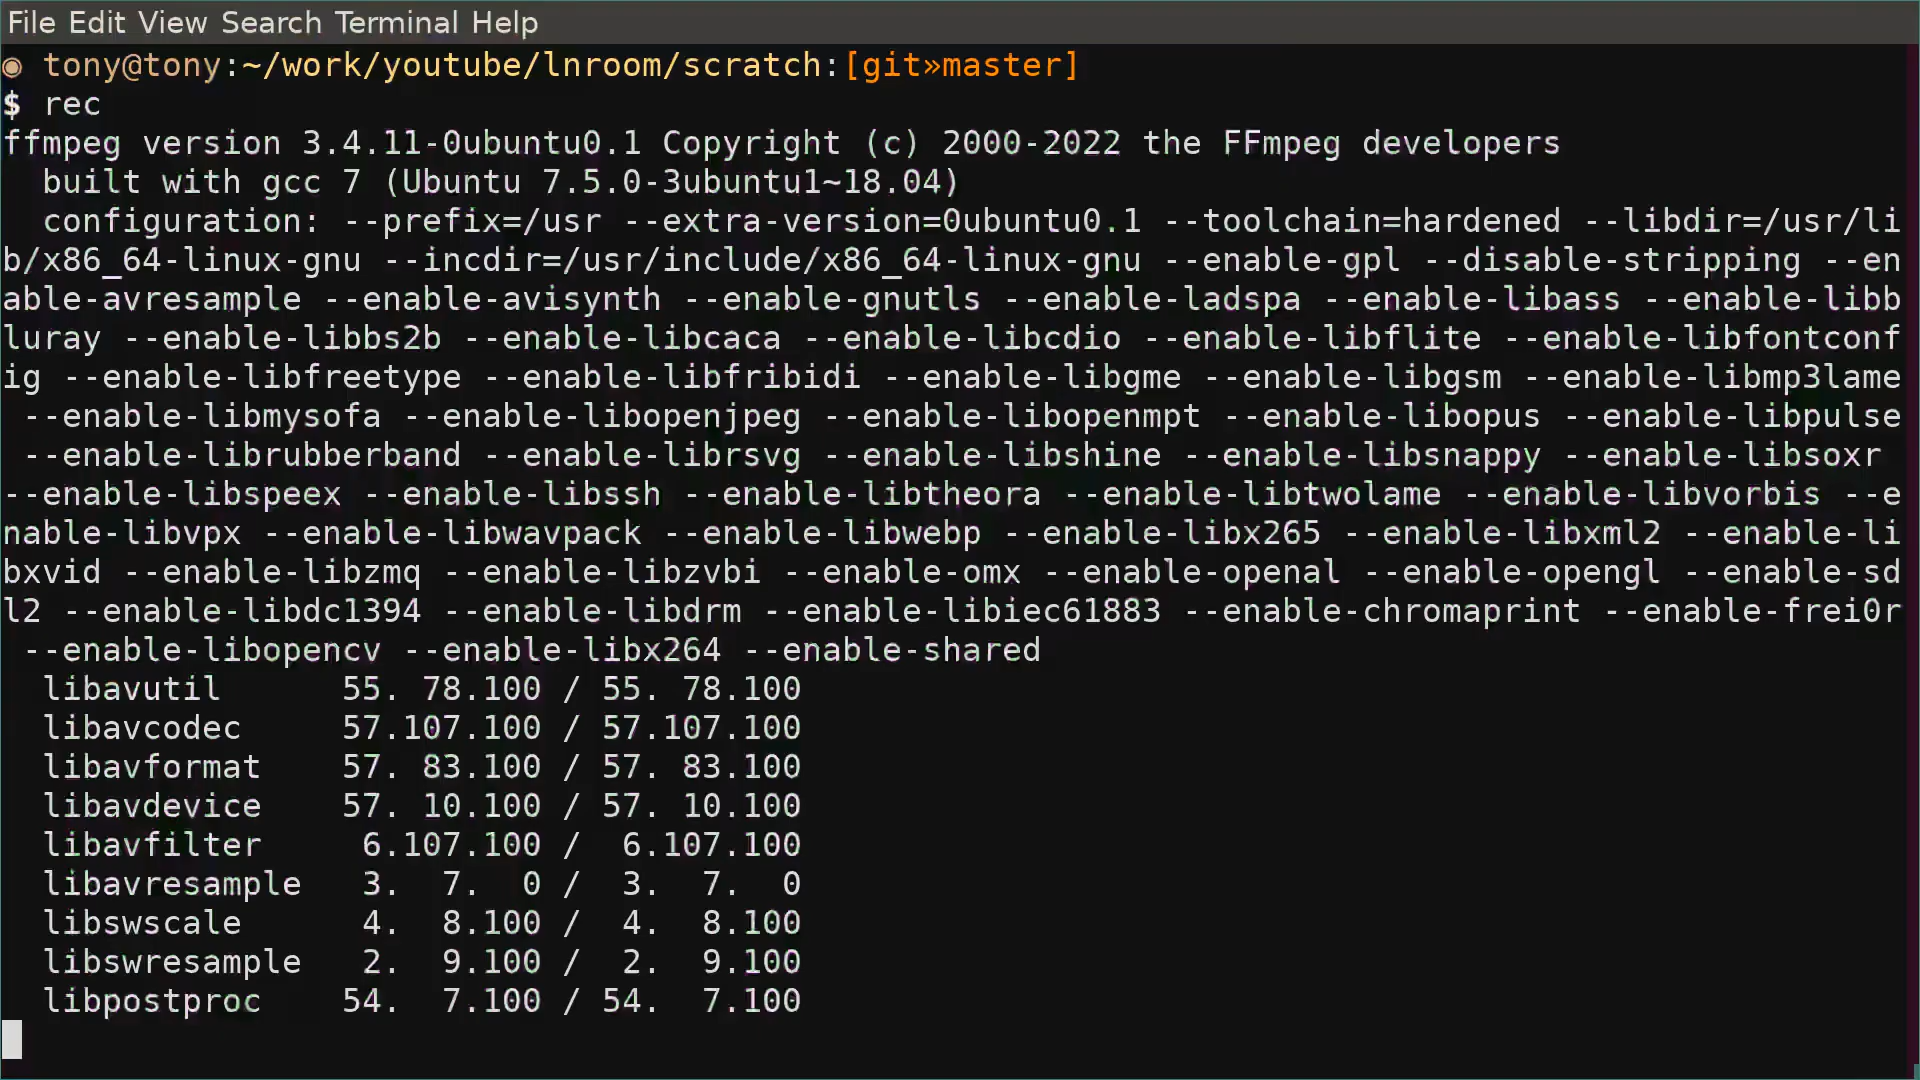 File Edit View Search Terminal Help
◉ tony@tony:~/work/youtube/lnroom/scratch:[git»master]
$ rec
ffmpeg version 3.4.11-0ubuntu0.1 Copyright (c) 2000-2022 the FFmpeg developers
  built with gcc 7 (Ubuntu 7.5.0-3ubuntu1~18.04)
  configuration: --prefix=/usr --extra-version=0ubuntu0.1 --toolchain=hardened --libdir=/usr/li
b/x86_64-linux-gnu --incdir=/usr/include/x86_64-linux-gnu --enable-gpl --disable-stripping --en
able-avresample --enable-avisynth --enable-gnutls --enable-ladspa --enable-libass --enable-libb
luray --enable-libbs2b --enable-libcaca --enable-libcdio --enable-libflite --enable-libfontconf
ig --enable-libfreetype --enable-libfribidi --enable-libgme --enable-libgsm --enable-libmp3lame
 --enable-libmysofa --enable-libopenjpeg --enable-libopenmpt --enable-libopus --enable-libpulse
 --enable-librubberband --enable-librsvg --enable-libshine --enable-libsnappy --enable-libsoxr
--enable-libspeex --enable-libssh --enable-libtheora --enable-libtwolame --enable-libvorbis --e
nable-libvpx --enable-libwavpack --enable-libwebp --enable-libx265 --enable-libxml2 --enable-li
bxvid --enable-libzmq --enable-libzvbi --enable-omx --enable-openal --enable-opengl --enable-sd
l2 --enable-libdc1394 --enable-libdrm --enable-libiec61883 --enable-chromaprint --enable-frei0r
 --enable-libopencv --enable-libx264 --enable-shared
  libavutil      55. 78.100 / 55. 78.100
  libavcodec     57.107.100 / 57.107.100
  libavformat    57. 83.100 / 57. 83.100
  libavdevice    57. 10.100 / 57. 10.100
  libavfilter     6.107.100 /  6.107.100
  libavresample   3.  7.  0 /  3.  7.  0
  libswscale      4.  8.100 /  4.  8.100
  libswresample   2.  9.100 /  2.  9.100
  libpostproc    54.  7.100 / 54.  7.100